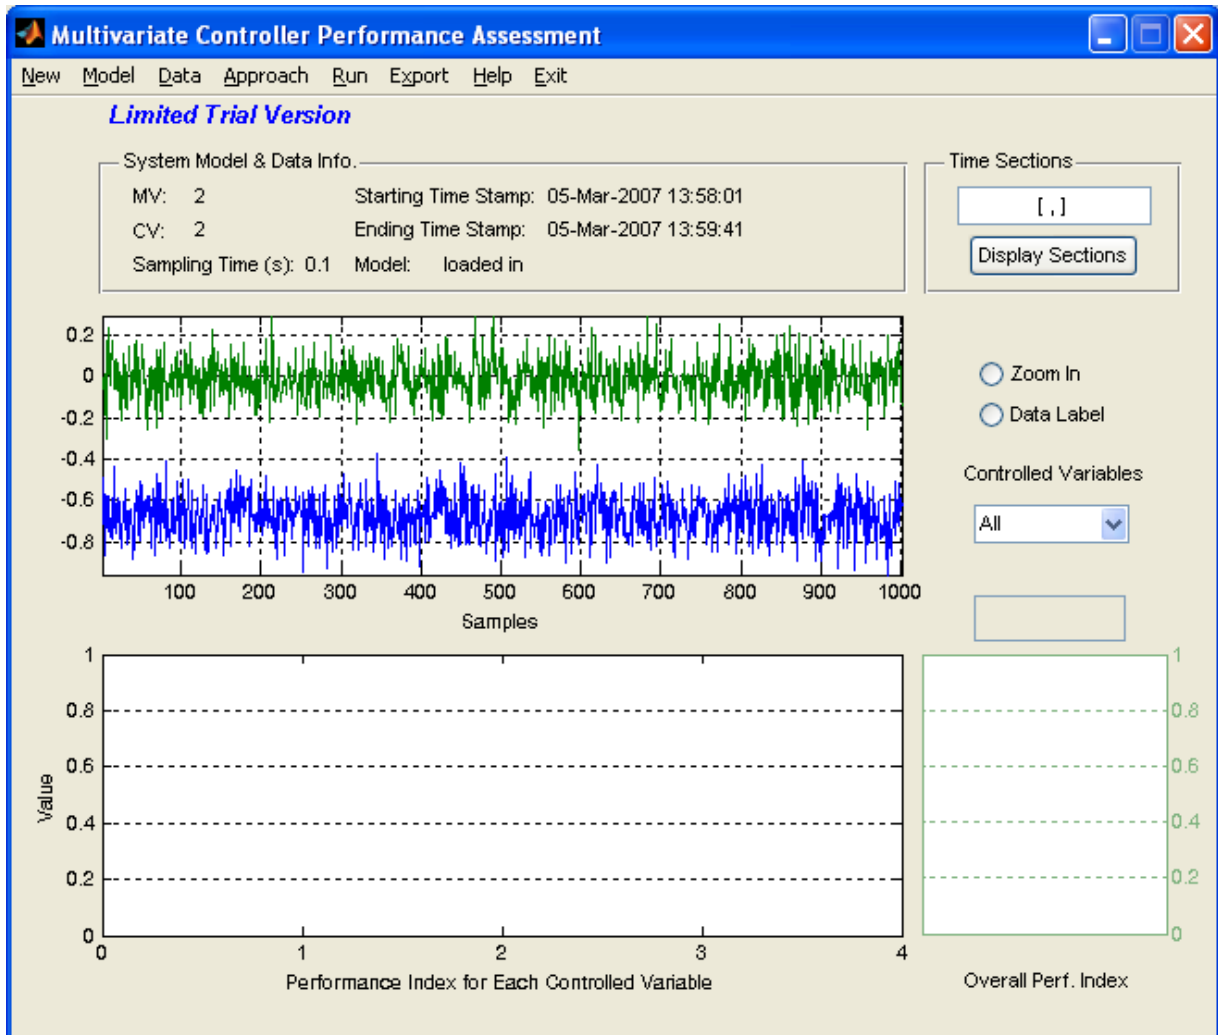 Multivariate Controller Performance Assessment
New Model Data Approach Run Export Help Exit
Limited Trial Version
System Model & Data Info.
MV: 2 Starting Time Stamp: 05-Mar-2007 13:58:01
CV: 2 Ending Time Stamp: 05-Mar-2007 13:59:41
Sampling Time (s): 0.1 Model: loaded in
Time Sections
[ , ]
Display Sections
0.2
0
-0.2
-0.4
-0.6
-0.8
100 200 300 400 500 600 700 800 900 1000
Samples
Zoom In
Data Label
Controlled Variables
All
1
0.8
0.6
0.4
0.2
0
Value
0 1 2 3 4
Performance Index for Each Controlled Variable
1
0.8
0.6
0.4
0.2
0
Overall Perf. Index